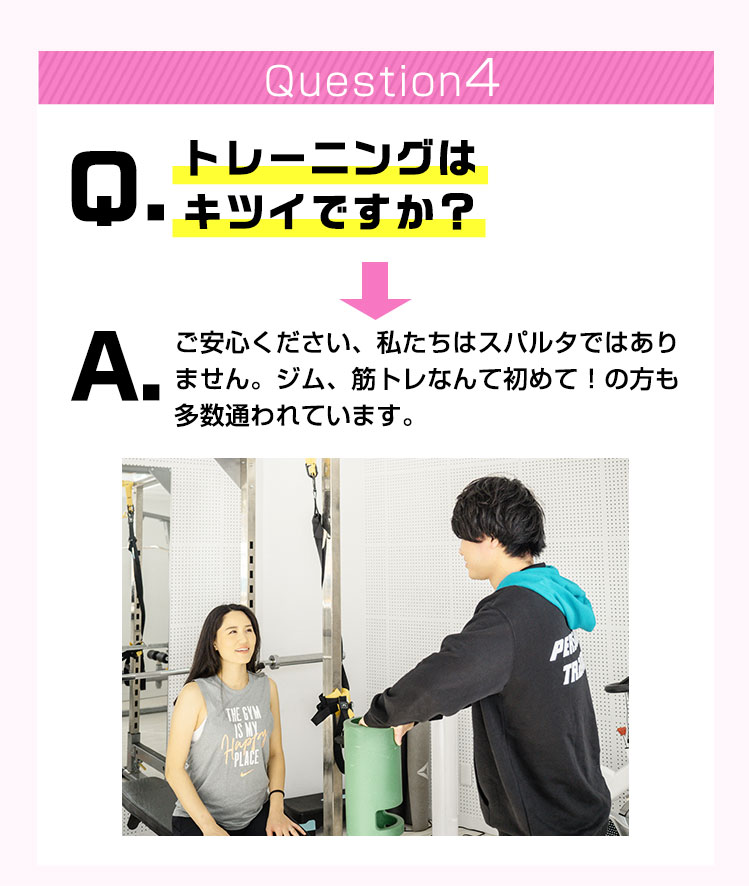 Question4
Q. トレーニングは
キツイですか？
A. ご安心ください、私たちはスパルタではあり
ません。ジム、筋トレなんて初めて！の方も
多数通われています。
THE GYM
IS MY
Happy
PLACE